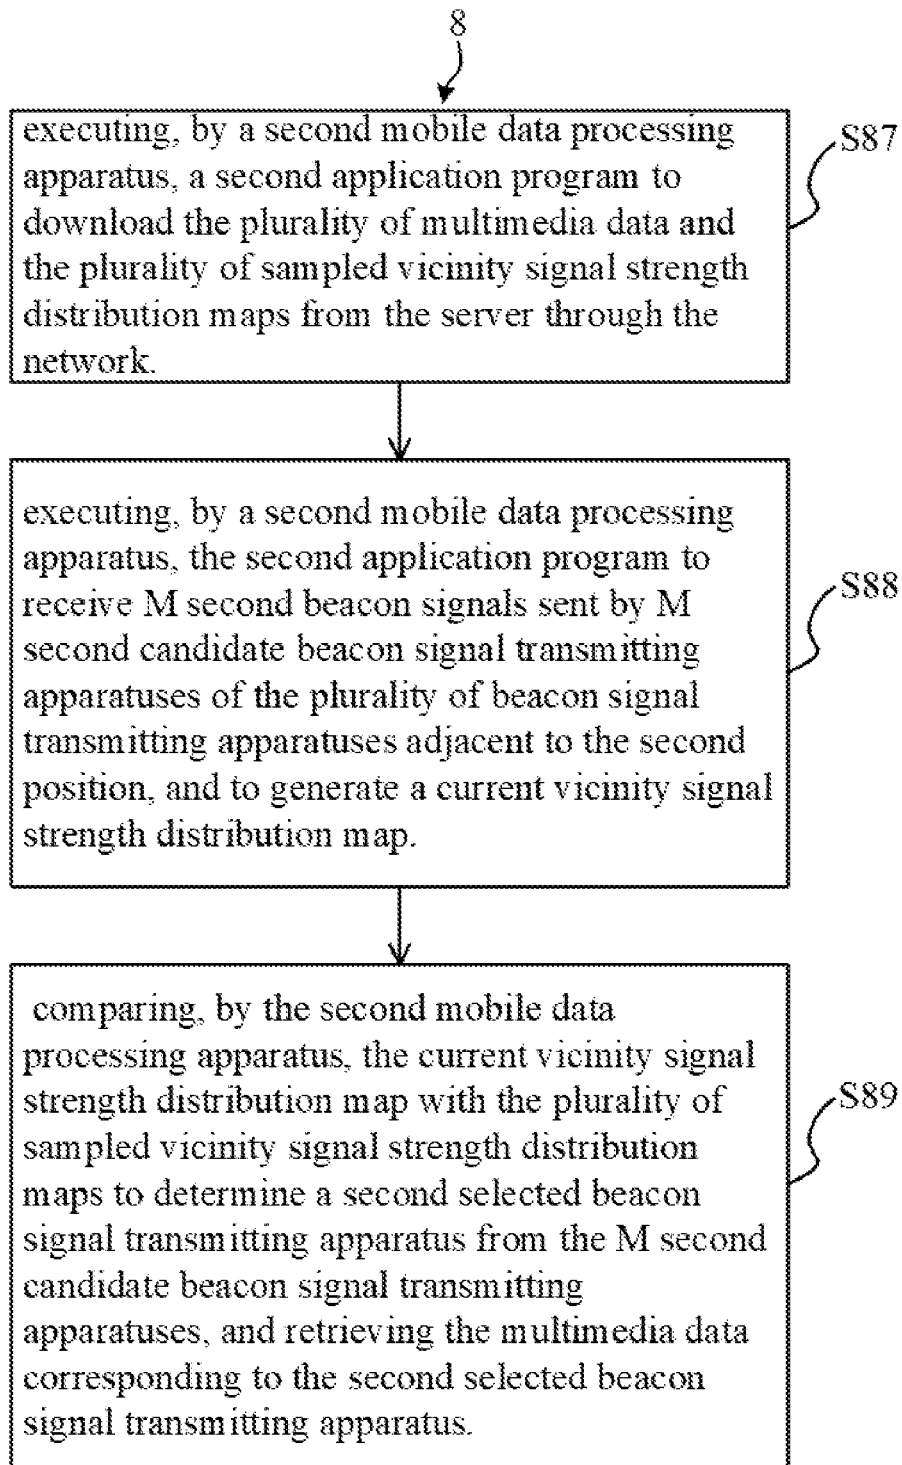 8
executing, by a second mobile data processing
apparatus, a second application program to
download the plurality of multimedia data and
the plurality of sampled vicinity signal strength
distribution maps from the server through the
network.
S87
executing, by a second mobile data processing
apparatus, the second application program to
receive M second beacon signals sent by M
second candidate beacon signal transmitting
apparatuses of the plurality of beacon signal
transmitting apparatuses adjacent to the second
position, and to generate a current vicinity signal
strength distribution map.
S88
comparing, by the second mobile data
processing apparatus, the current vicinity signal
strength distribution map with the plurality of
sampled vicinity signal strength distribution
maps to determine a second selected beacon
signal transmitting apparatus from the M second
candidate beacon signal transmitting
apparatuses, and retrieving the multimedia data
corresponding to the second selected beacon
signal transmitting apparatus.
S89